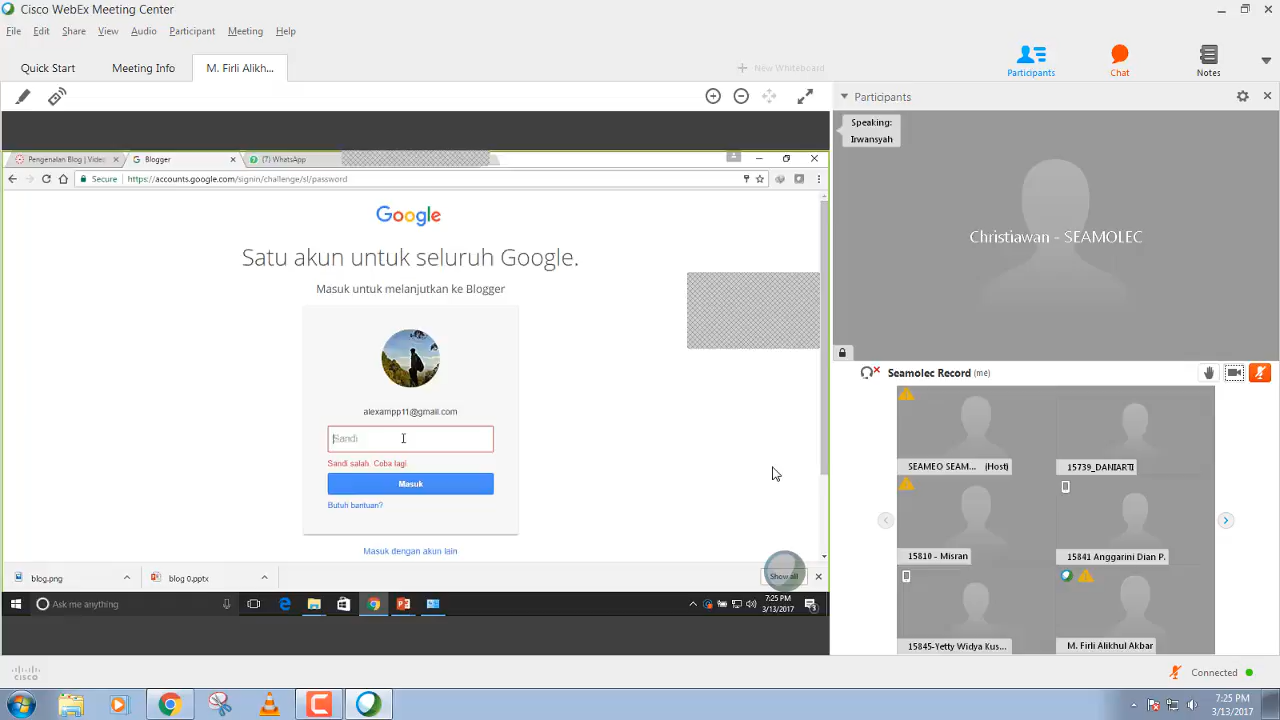 Cisco WebEx Meeting Center
File Edit Share View Audio Participant Meeting Help
Quick Start Meeting Info M. Firli Alikh...
New Whiteboard
Participants Chat Notes
Participants
Speaking:
Irwansyah
Christiawan - SEAMOLEC
Pengenalan Blog | Video
Blogger
(7) WhatsApp
Secure https://accounts.google.com/signin/challenge/sl/password
Google
Satu akun untuk seluruh Google.
Masuk untuk melanjutkan ke Blogger
alexampp11@gmail.com
Sandi
Sandi salah. Coba lagi
Masuk
Butuh bantuan?
Masuk dengan akun lain
blog.png
blog 0.pptx
Show all
Ask me anything
7:25 PM
3/13/2017
Seamolec Record (me)
SEAMEO SEAM... (Host)
15739_DANIARTI
15810 - Misran
15841 Anggarini Dian P.
15845-Yetty Widya Kus...
M. Firli Alikhul Akbar
cisco
Connected
7:25 PM
3/13/2017